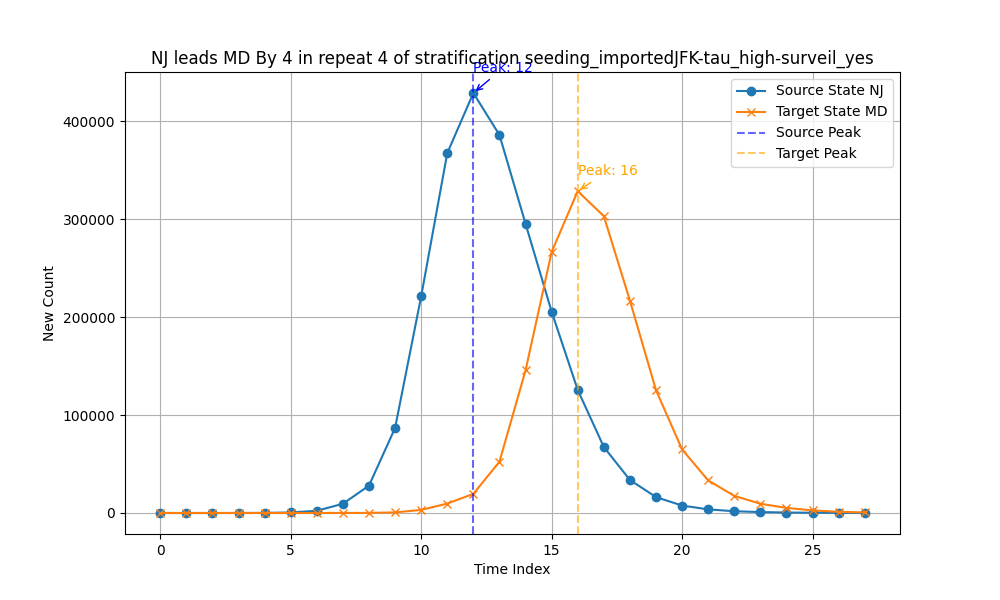 NJ leads MD By 4 in repeat 4 of stratification seeding_importedJFK-tau_high-surveil_yes
Peak: 12
Source State NJ
Target State MD
Source Peak
Target Peak
Peak: 16
New Count
400000
300000
200000
100000
0
0 5 10 15 20 25
Time Index